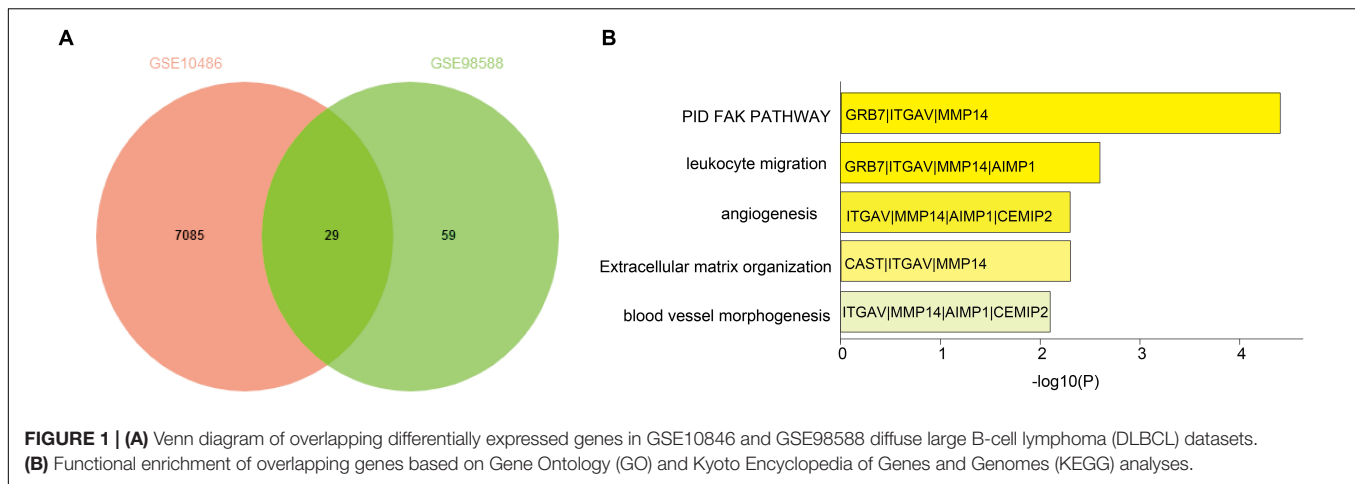 A
GSE10486
GSE98588
7085
29
59
B
PID FAK PATHWAY
GRB7|ITGAV|MMP14
leukocyte migration
GRB7|ITGAV|MMP14|AIMP1
angiogenesis
ITGAV|MMP14|AIMP1|CEMIP2
Extracellular matrix organization
CAST|ITGAV|MMP14
blood vessel morphogenesis
ITGAV|MMP14|AIMP1|CEMIP2
0 1 2 3 4
-log10(P)
FIGURE 1 | (A) Venn diagram of overlapping differentially expressed genes in GSE10846 and GSE98588 diffuse large B-cell lymphoma (DLBCL) datasets.
(B) Functional enrichment of overlapping genes based on Gene Ontology (GO) and Kyoto Encyclopedia of Genes and Genomes (KEGG) analyses.